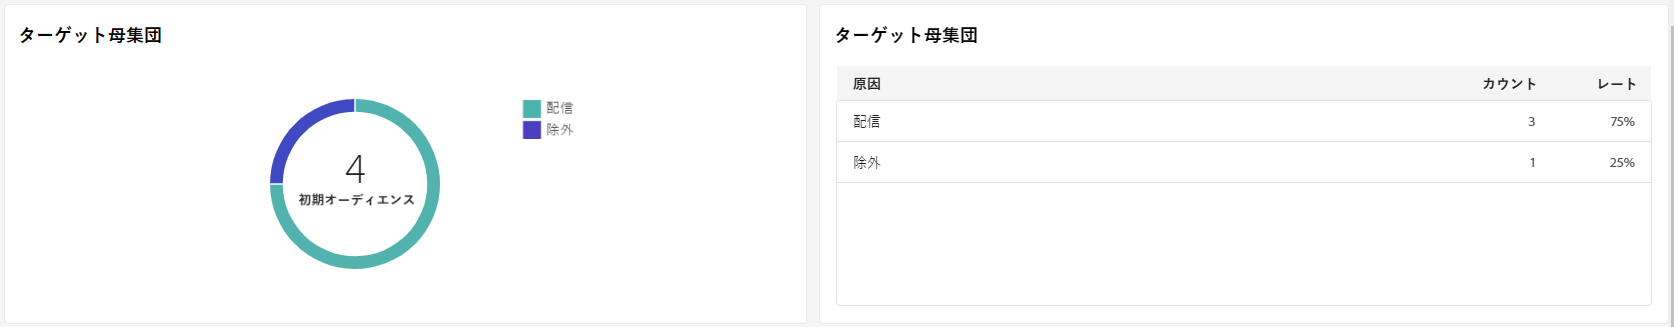 ターゲット母集団
4
初期オーディエンス
配信
除外
ターゲット母集団
原因 カウント レート
配信 3 75%
除外 1 25%